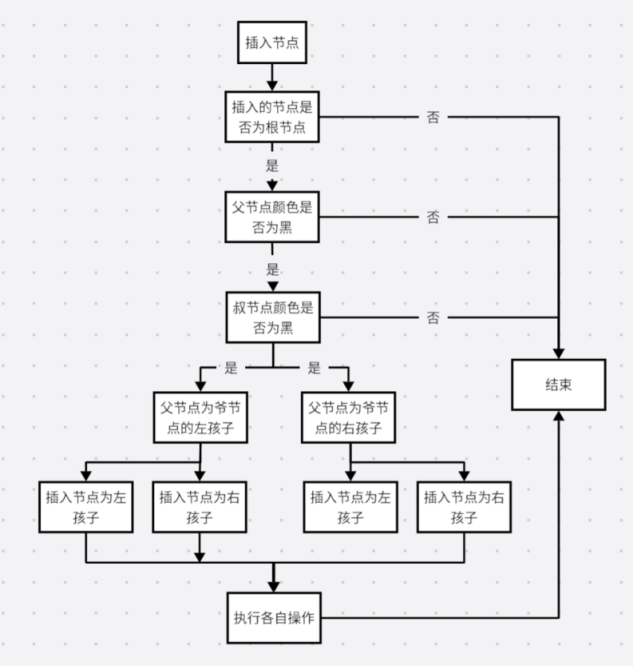 插入节点
插入的节点是
否为根节点
否
是
父节点颜色是
否为黑
否
是
叔节点颜色是
否为黑
否
是
是
结束
父节点为爷节
点的左孩子
父节点为爷节
点的右孩子
插入节点为左
孩子
插入节点为右
孩子
插入节点为左
孩子
插入节点为右
孩子
执行各自操作